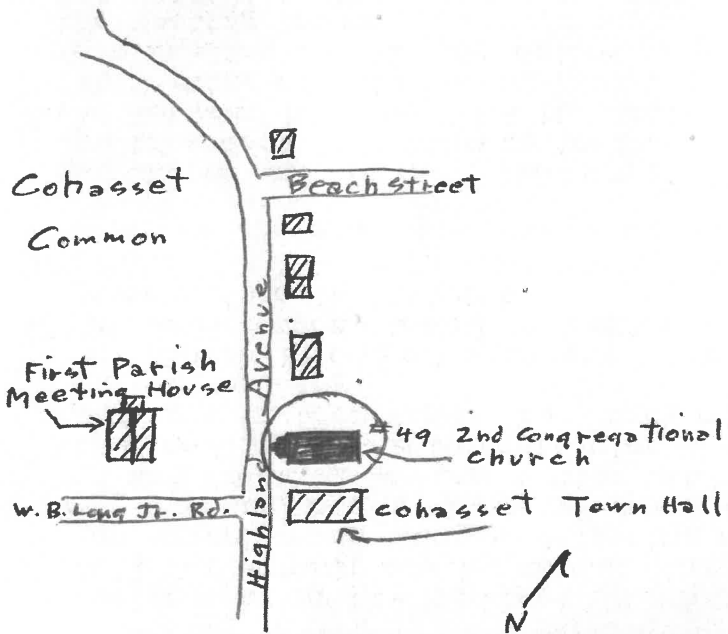 Cohasset
Common
Beach Street
Highland Avenue
First Parish
Meeting House
#49 2nd Congregational
Church
W. B. Long Jr. Rd.
Cohasset Town Hall
N